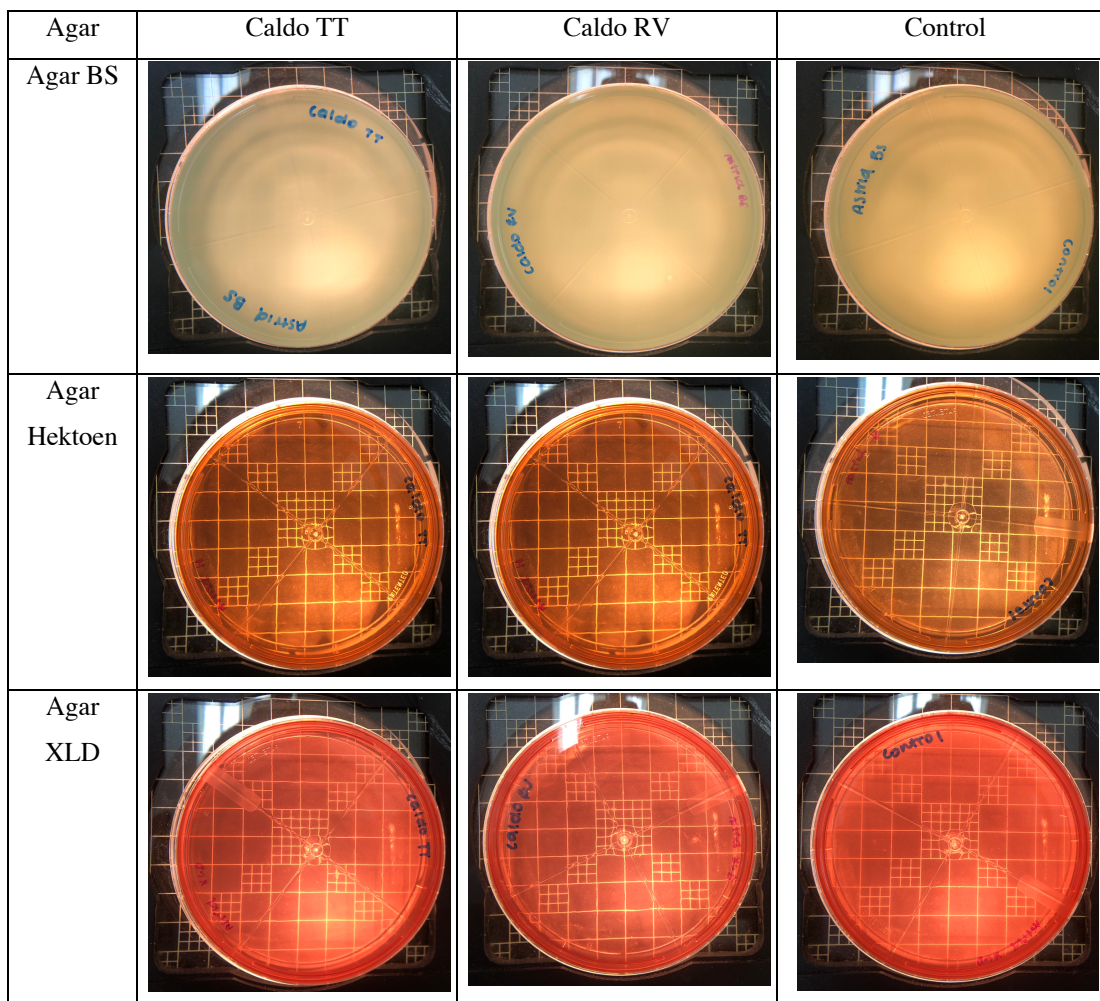 Agar
Caldo TT
Caldo RV
Control
Agar BS
Caldo TT
Astrid BS
Caldo RV
Astrid BS
Control
Agar
Hektoen
Caldo TT
Caldo TT
Control
Agar
XLD
Caldo TT
Caldo RV
Control